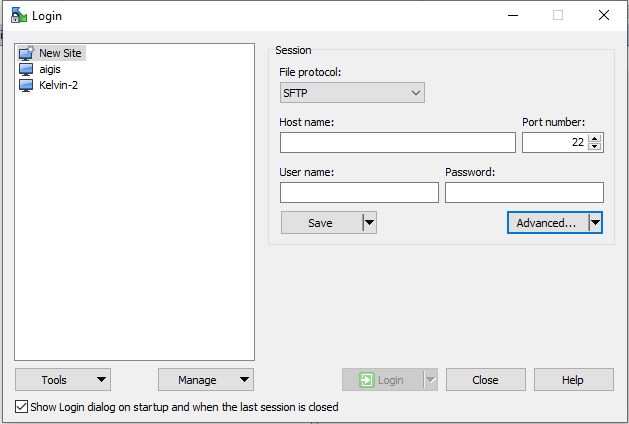 Login
New Site
aigis
Kelvin-2
Session
File protocol:
SFTP
Host name:
Port number:
22
User name:
Password:
Save
Advanced...
Tools
Manage
Login
Close
Help
Show Login dialog on startup and when the last session is closed